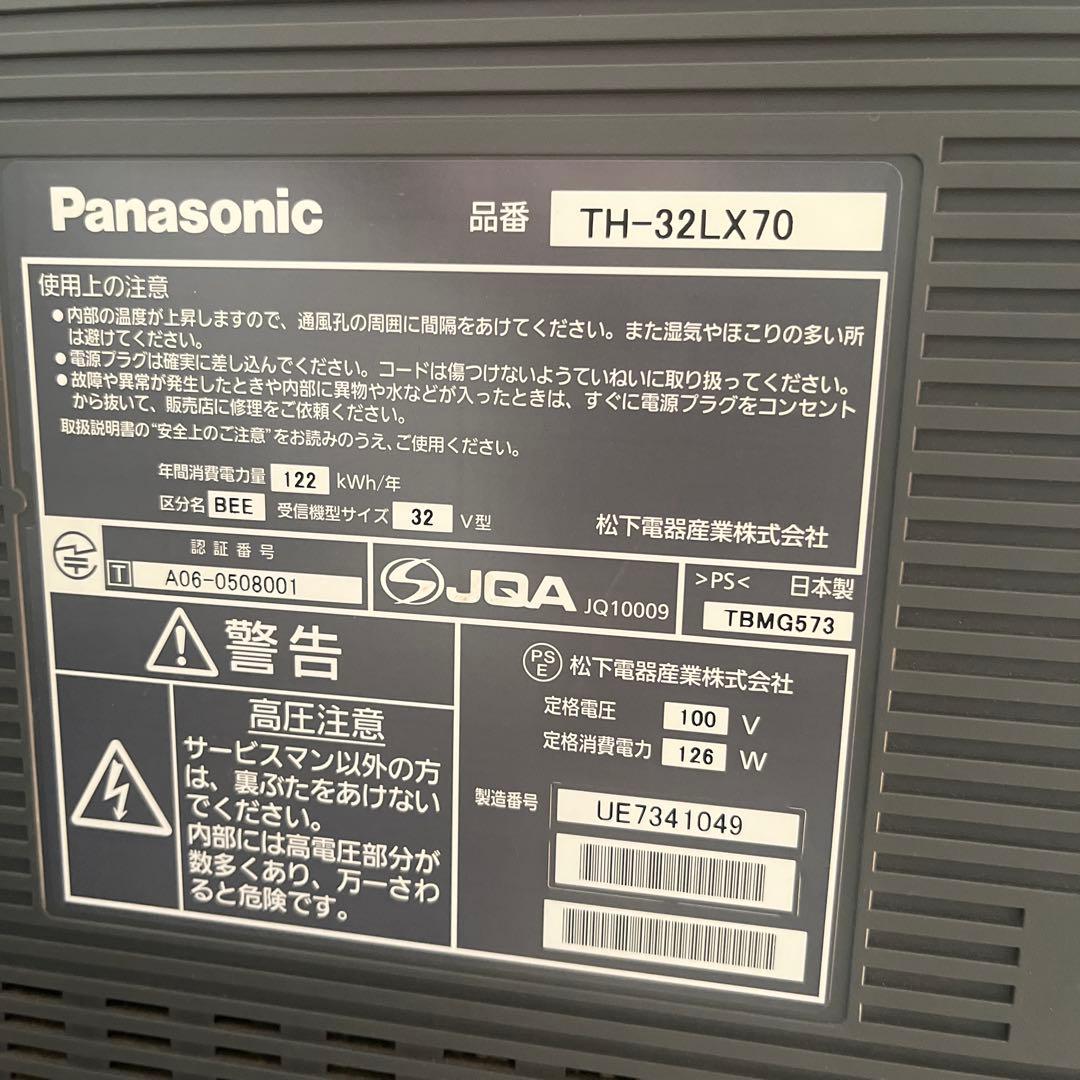 Panasonic
品番 TH-32LX70
使用上の注意
●内部の温度が上昇しますので、通風孔の周囲に間隔をあけてください。また湿気やほこりの多い所
は避けてください。
●電源プラグは確実に差し込んでください。コードは傷つけないようていねいに取り扱ってください。
●故障や異常が発生したときや内部に異物や水などが入ったときは、すぐに電源プラグをコンセント
から抜いて、販売店に修理をご依頼ください。
取扱説明書の"安全上のご注意"をお読みのうえ、ご使用ください。
年間消費電力量 122 kWh/年
区分名 BEE 受信機型サイズ 32 V型
松下電器産業株式会社
認証番号
T A06-0508001
JQA JQ10009
>PS< 日本製
TBMG573
警告
高圧注意
サービスマン以外の方
は、裏ぶたをあけない
でください。
内部には高電圧部分が
数多くあり、万一さわ
ると危険です。
PS
E
松下電器産業株式会社
定格電圧 100 V
定格消費電力 126 W
製造番号 UE7341049